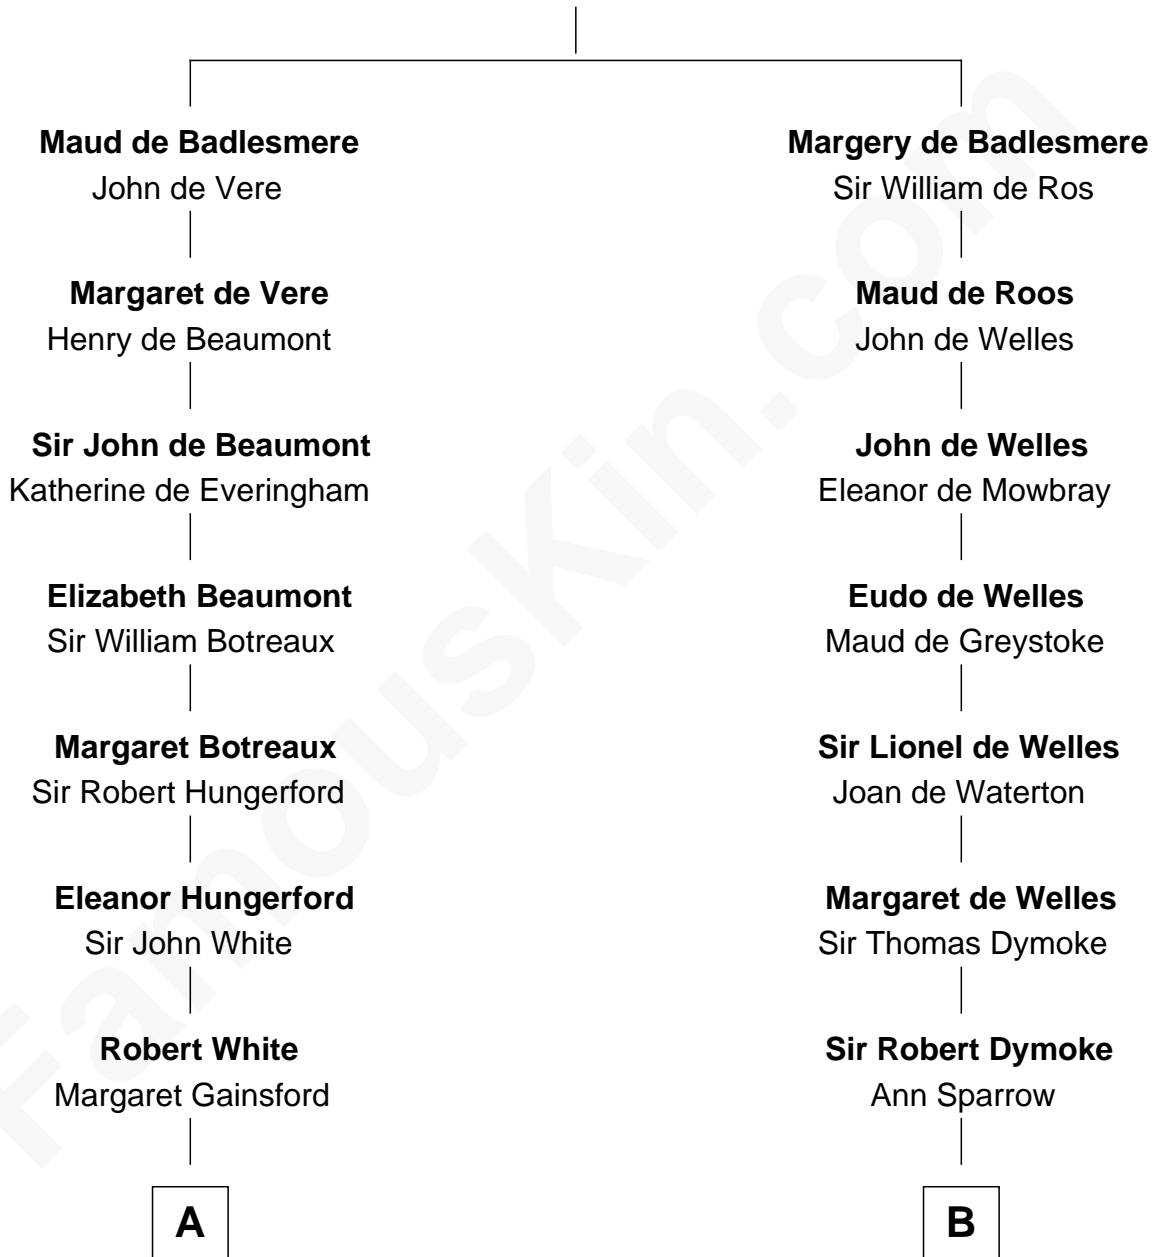 Maud de Badlesmere
John de Vere
Margaret de Vere
Henry de Beaumont
Sir John de Beaumont
Katherine de Everingham
Elizabeth Beaumont
Sir William Botreaux
Margaret Botreaux
Sir Robert Hungerford
Eleanor Hungerford
Sir John White
Robert White
Margaret Gainsford
A
Margery de Badlesmere
Sir William de Ros
Maud de Roos
John de Welles
John de Welles
Eleanor de Mowbray
Eudo de Welles
Maud de Greystoke
Sir Lionel de Welles
Joan de Waterton
Margaret de Welles
Sir Thomas Dymoke
Sir Robert Dymoke
Ann Sparrow
B
FamousKin.com